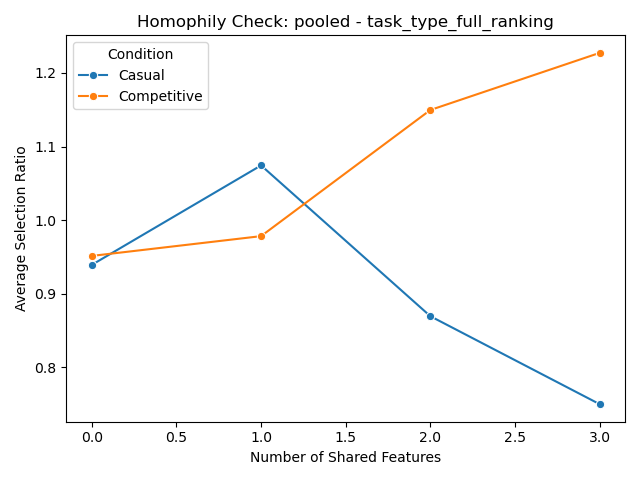 Homophily Check: pooled - task_type_full_ranking
Condition
Casual
Competitive
Average Selection Ratio
1.2
1.1
1.0
0.9
0.8
0.0 0.5 1.0 1.5 2.0 2.5 3.0
Number of Shared Features